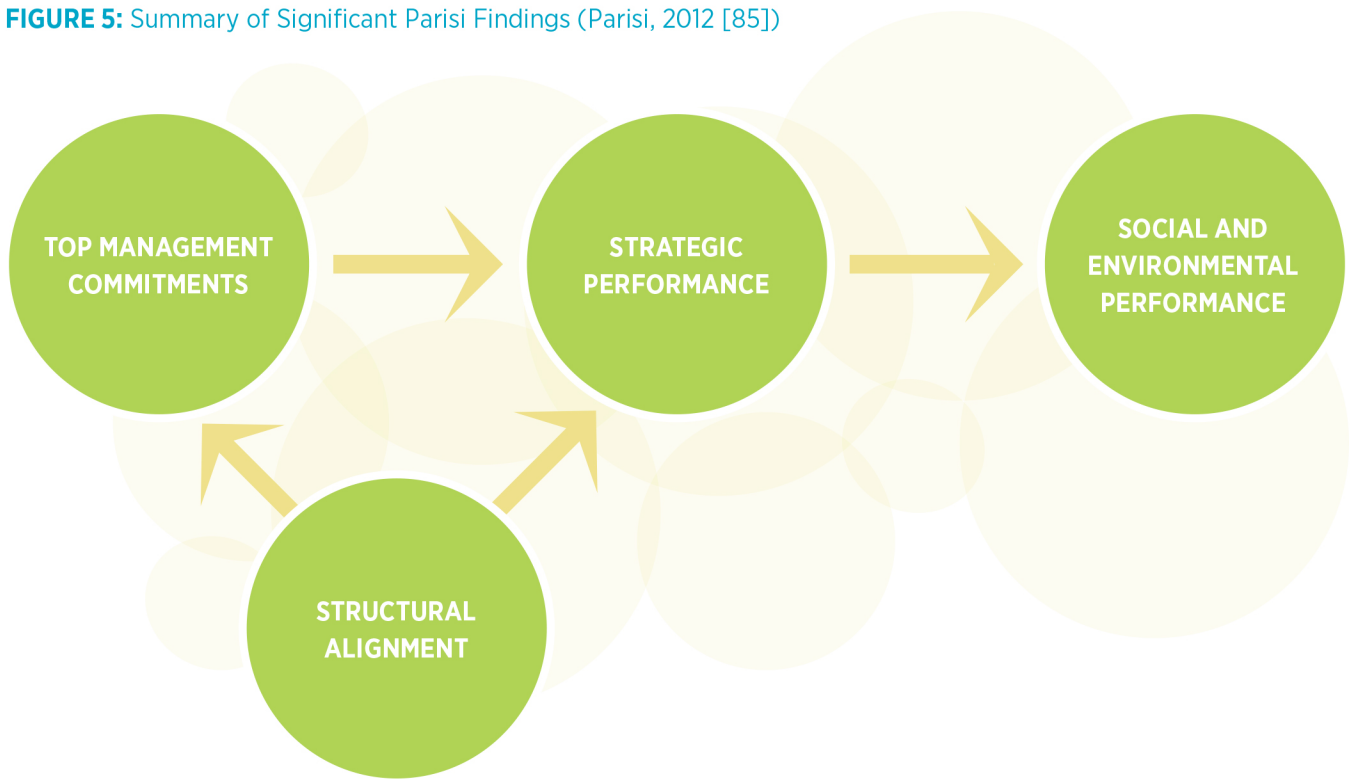 FIGURE 5: Summary of Significant Parisi Findings (Parisi, 2012 [85])
TOP MANAGEMENT
COMMITMENTS
STRATEGIC
PERFORMANCE
SOCIAL AND
ENVIRONMENTAL
PERFORMANCE
STRUCTURAL
ALIGNMENT